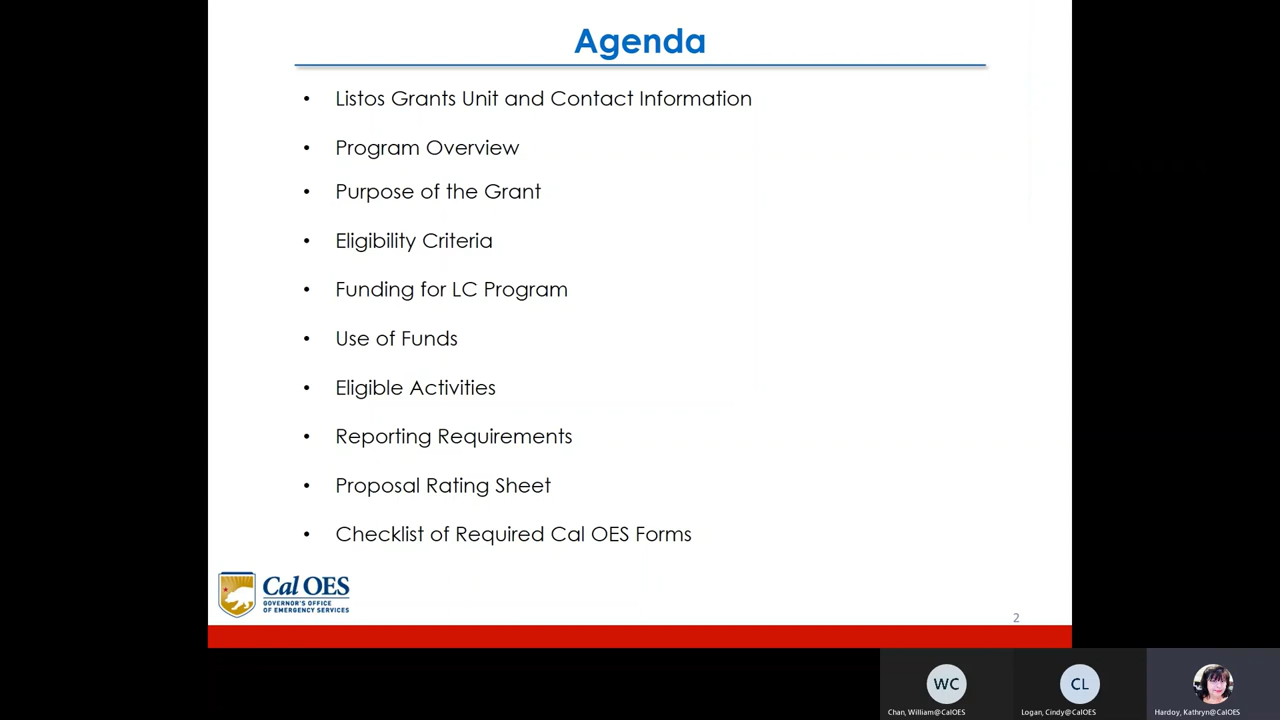 Agenda
• Listos Grants Unit and Contact Information
• Program Overview
• Purpose of the Grant
• Eligibility Criteria
• Funding for LC Program
• Use of Funds
• Eligible Activities
• Reporting Requirements
• Proposal Rating Sheet
• Checklist of Required Cal OES Forms
Cal OES
GOVERNOR'S OFFICE
OF EMERGENCY SERVICES
2
WC
CL
Chan, William@CalOES
Logan, Cindy@CalOES
Hardoy, Kathryn@CalOES